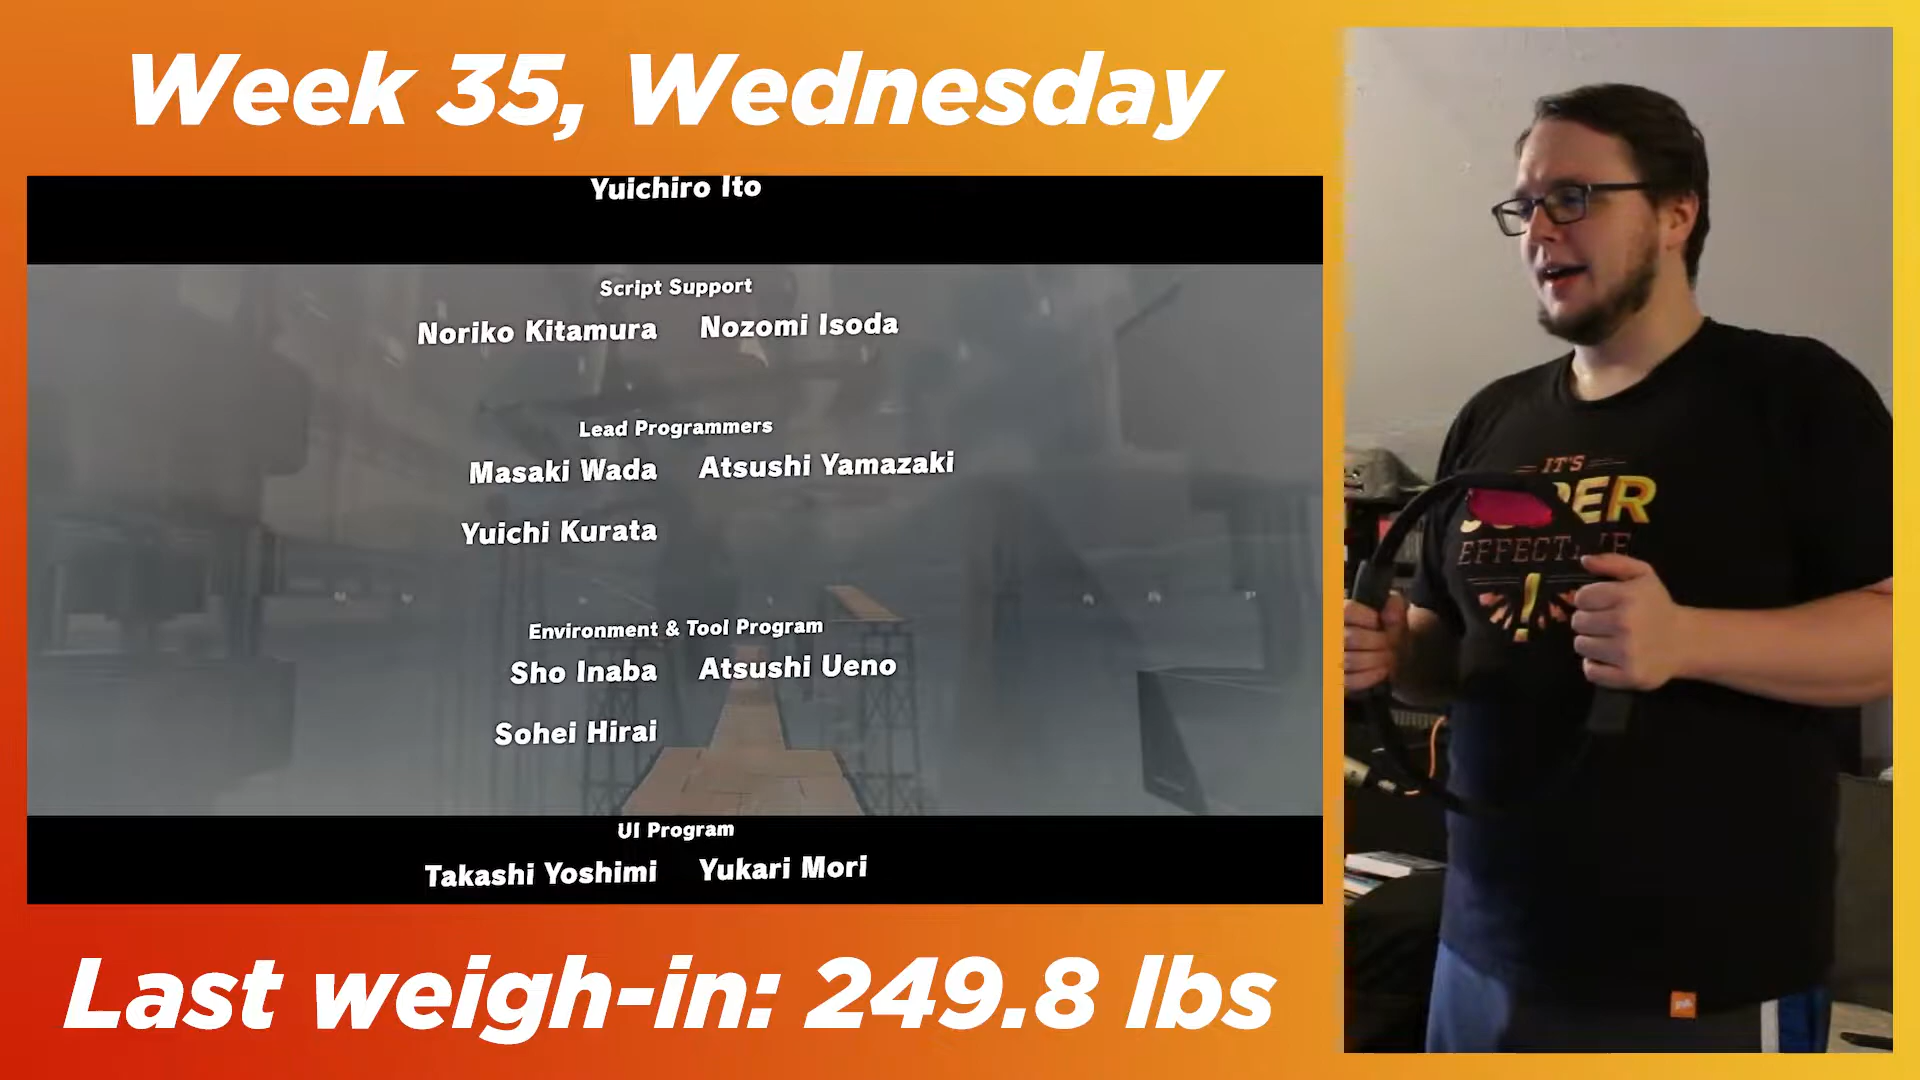 Week 35, Wednesday
Yuichiro Ito
Script Support
Noriko Kitamura Nozomi Isoda
Lead Programmers
Masaki Wada Atsushi Yamazaki
Yuichi Kurata
Environment & Tool Program
Sho Inaba Atsushi Ueno
Sohei Hirai
UI Program
Takashi Yoshimi Yukari Mori
Last weigh-in: 249.8 lbs
IT'S